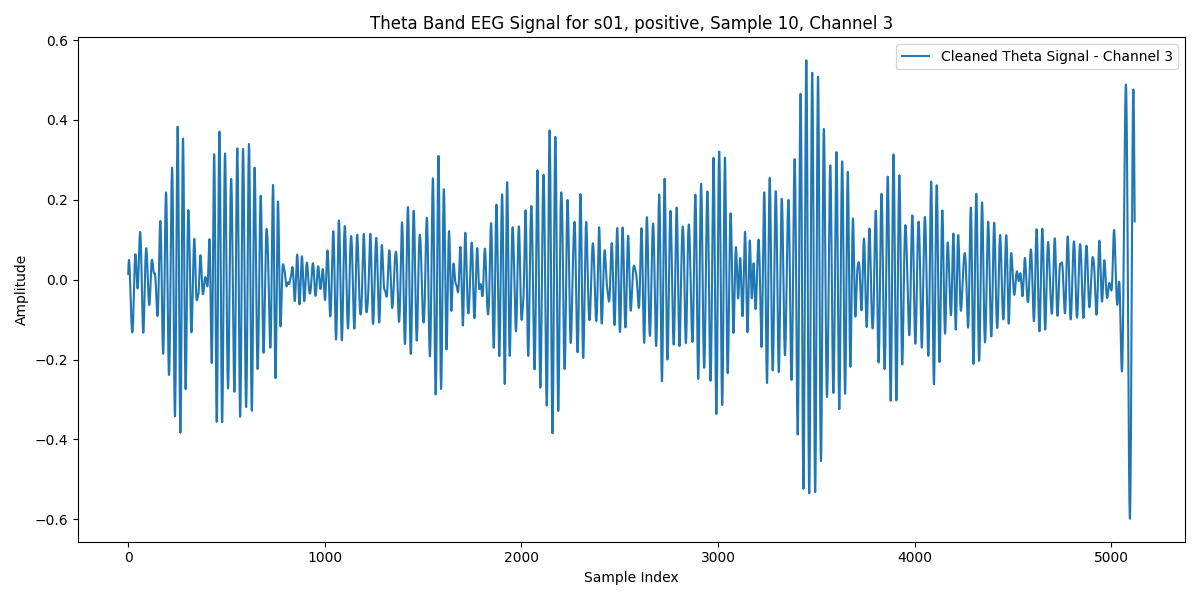 Theta Band EEG Signal for s01, positive, Sample 10, Channel 3
Cleaned Theta Signal - Channel 3
Amplitude
0.6
0.4
0.2
0.0
−0.2
−0.4
−0.6
0 1000 2000 3000 4000 5000
Sample Index